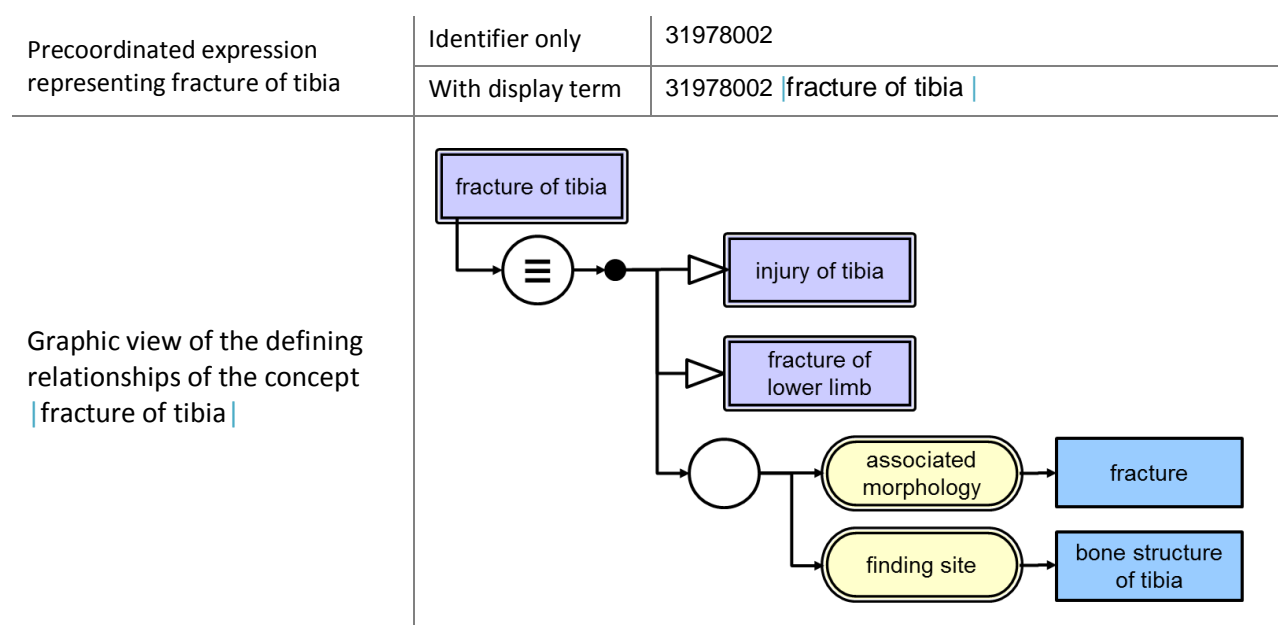 Precoordinated expression
representing fracture of tibia
Identifier only
31978002
With display term
31978002 |fracture of tibia |
Graphic view of the defining
relationships of the concept
|fracture of tibia|
fracture of tibia
≡
injury of tibia
fracture of
lower limb
associated
morphology
fracture
finding site
bone structure
of tibia